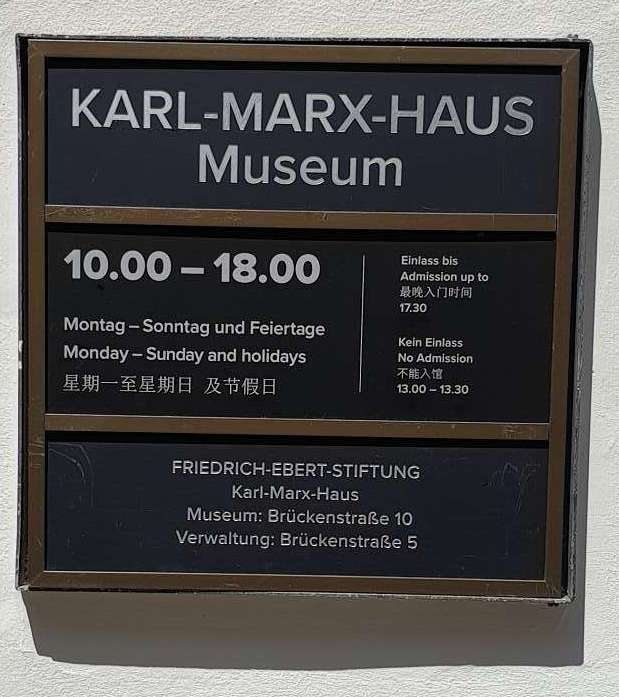 KARL-MARX-HAUS
Museum
10.00 – 18.00
Montag – Sonntag und Feiertage
Monday – Sunday and holidays
星期一至星期日 及节假日
Einlass bis
Admission up to
最晚入门时间
17.30
Kein Einlass
No Admission
不能入馆
13.00 – 13.30
FRIEDRICH-EBERT-STIFTUNG
Karl-Marx-Haus
Museum: Brückenstraße 10
Verwaltung: Brückenstraße 5